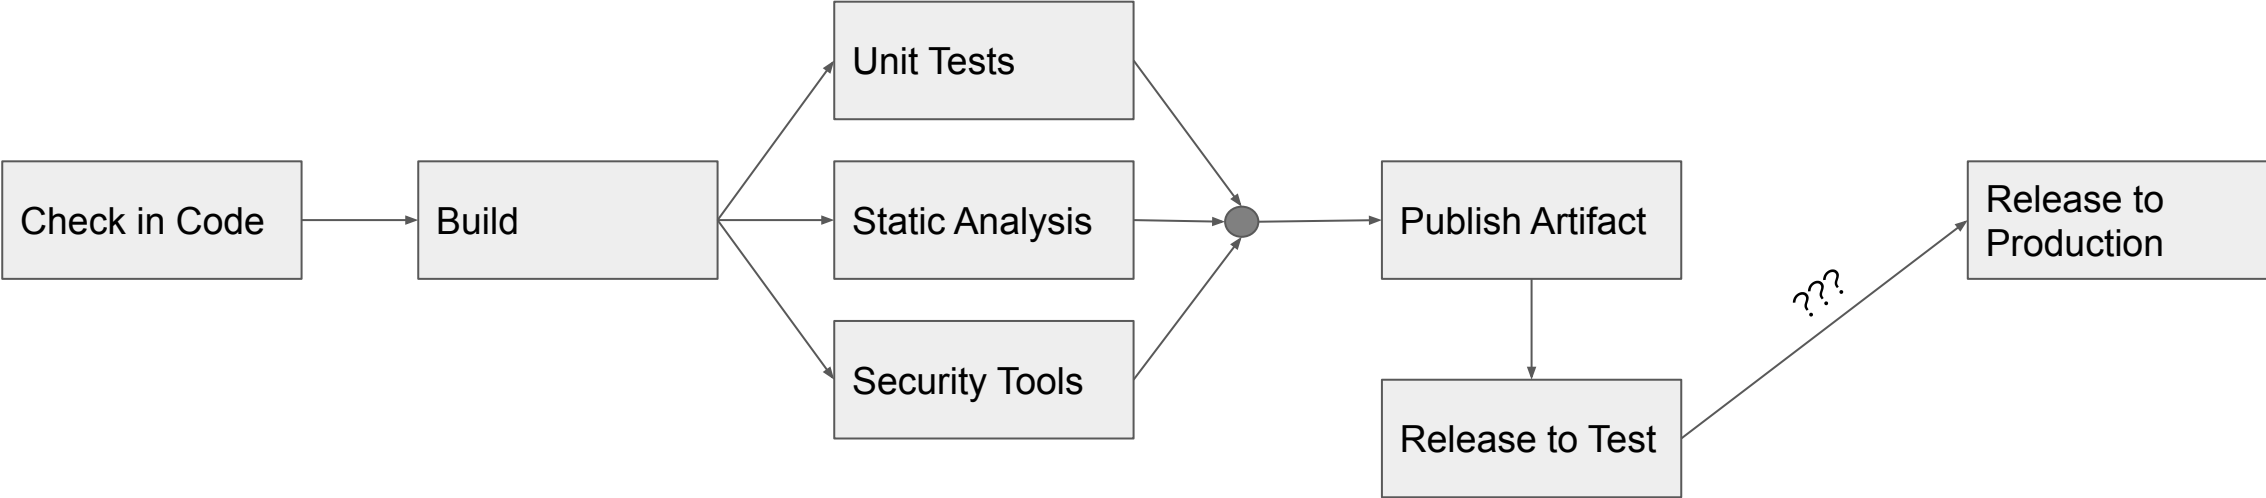 Check in Code
Build
Unit Tests
Static Analysis
Security Tools
Publish Artifact
Release to Test
???
Release to
Production